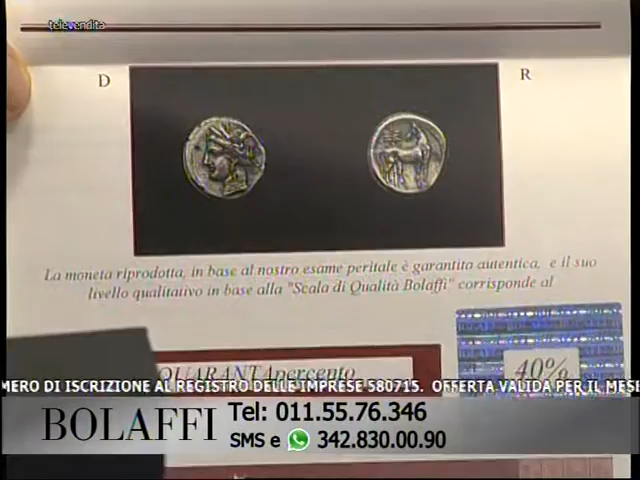 televendita
D
R
La moneta riprodotta, in base al nostro esame peritale è garantita autentica, e il suo
livello qualitativo in base alla "Scala di Qualità Bolaffi" corrisponde al
QUARANTApercento
40%
MERO DI ISCRIZIONE AL REGISTRO DELLE IMPRESE 580715. OFFERTA VALIDA PER IL MESE
BOLAFFI
Tel: 011.55.76.346
SMS e 342.830.00.90